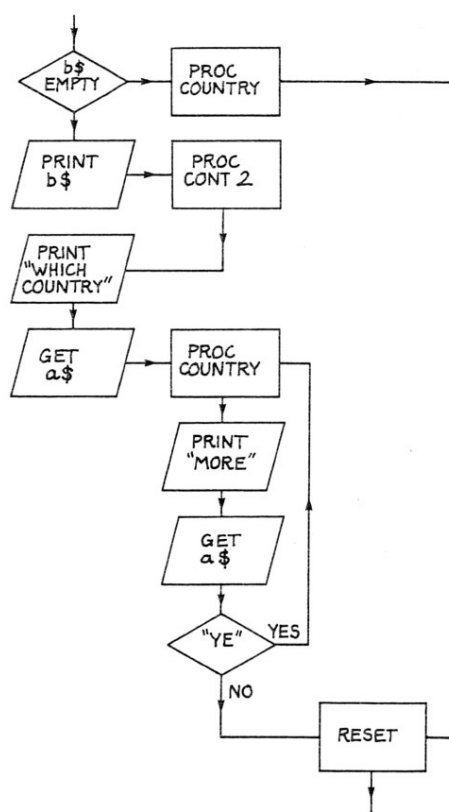 b$
EMPTY
PROC
COUNTRY
PRINT
b$
PROC
CONT 2
PRINT
"WHICH
COUNTRY"
GET
a$
PROC
COUNTRY
PRINT
"MORE"
GET
a$
"YE"
YES
NO
RESET